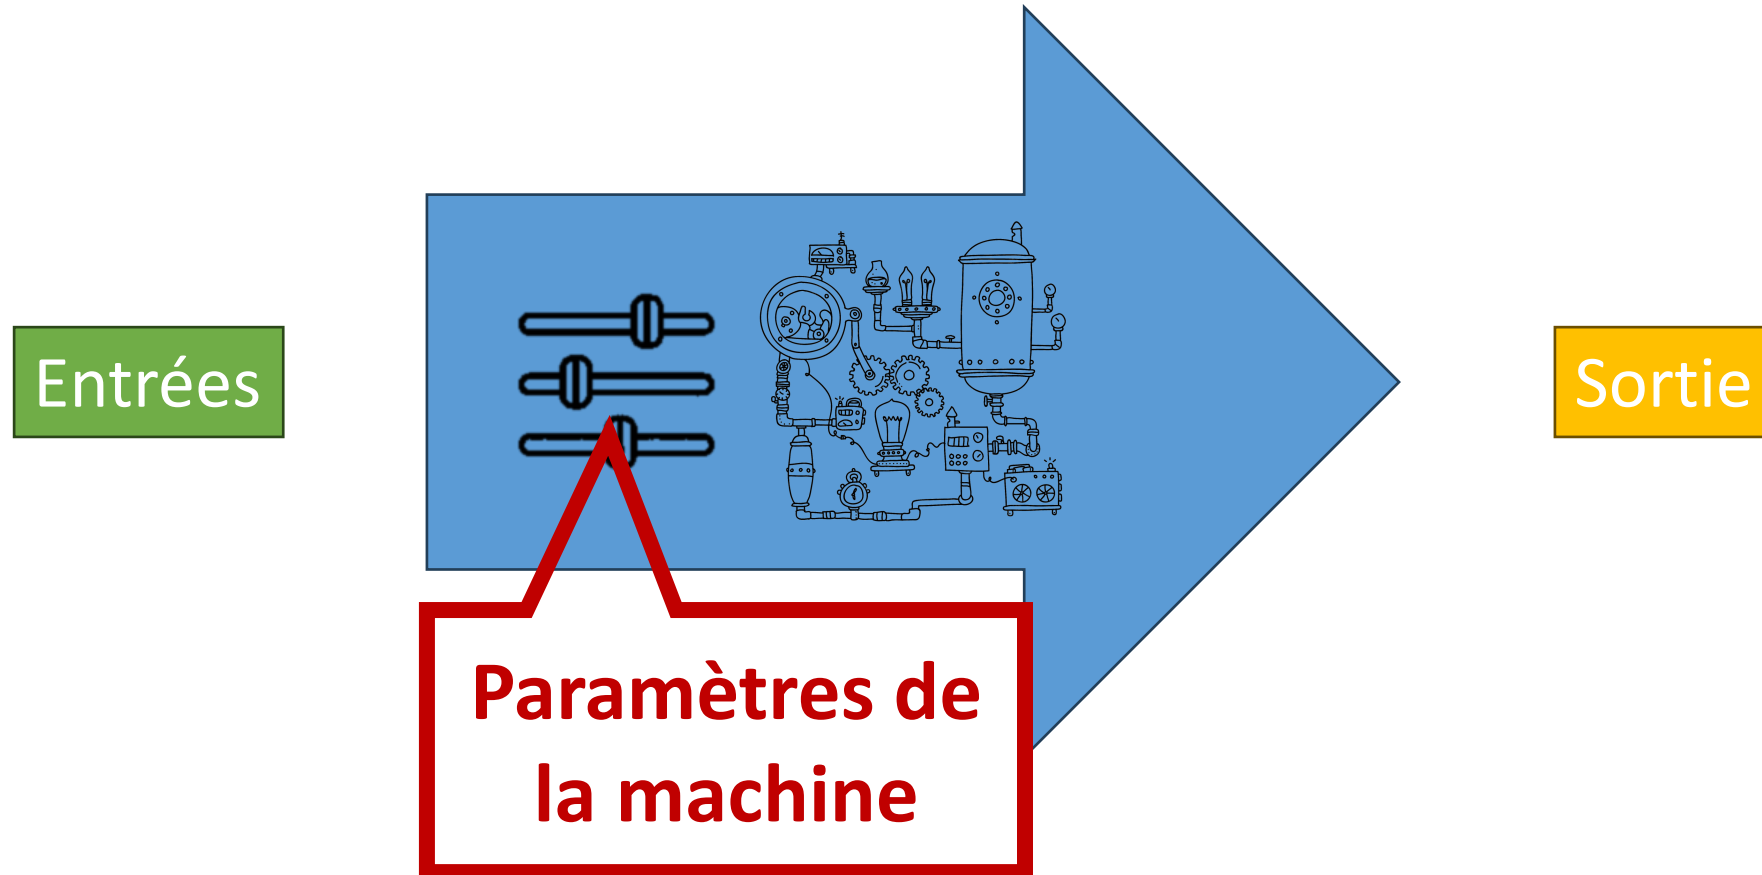 Entrées
Sortie
Paramètres de
la machine